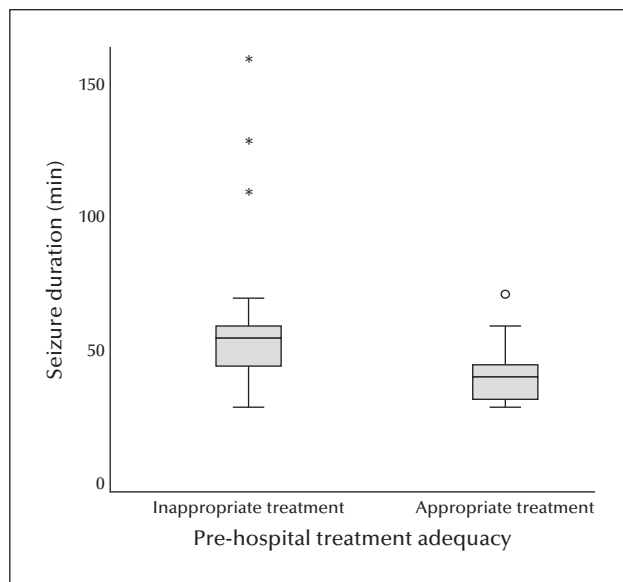 150
100
50
0
Seizure duration (min)
Inappropriate treatment
Appropriate treatment
Pre-hospital treatment adequacy